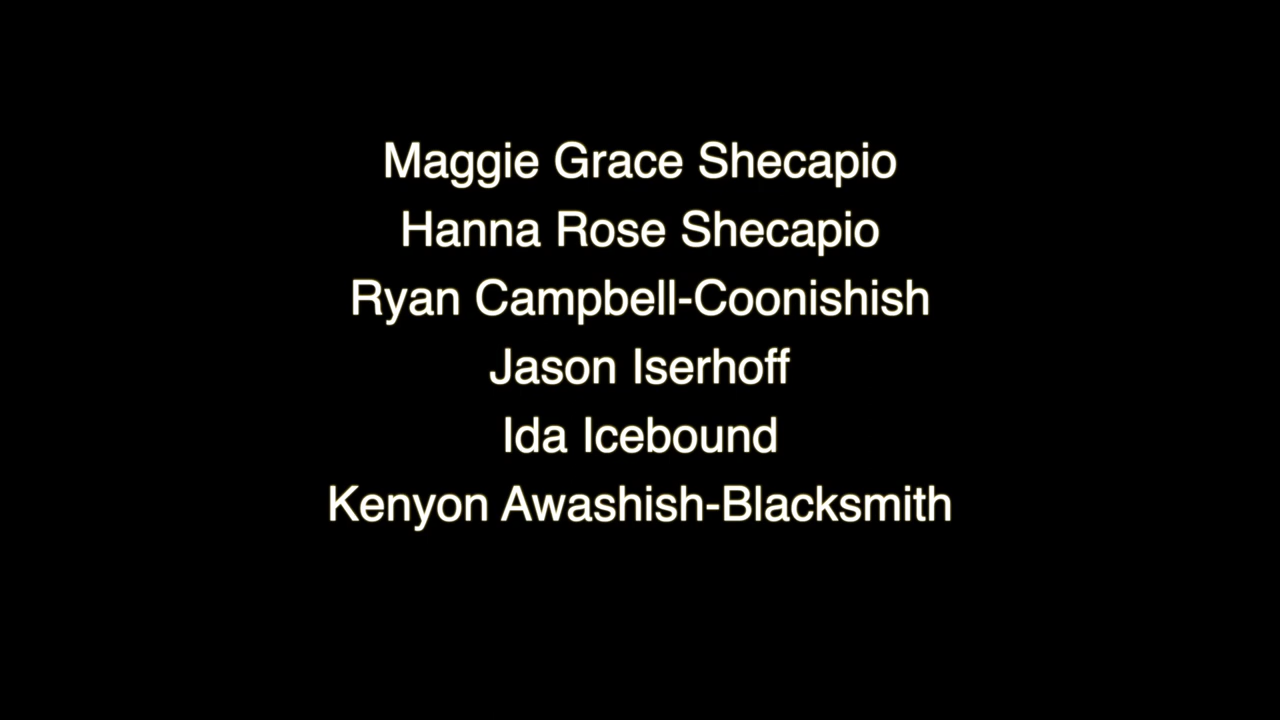 Maggie Grace Shecapio
Hanna Rose Shecapio
Ryan Campbell-Coonishish
Jason Iserhoff
Ida Icebound
Kenyon Awashish-Blacksmith